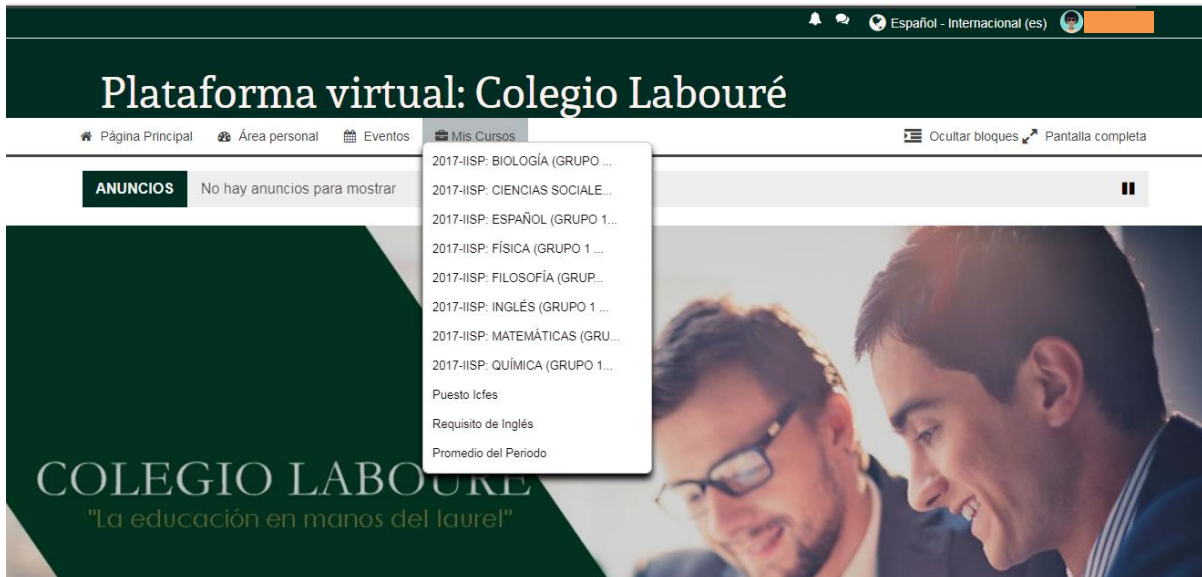 Español - Internacional (es)
Plataforma virtual: Colegio Labouré
Página Principal Área personal Eventos Mis Cursos Ocultar bloques Pantalla completa
ANUNCIOS No hay anuncios para mostrar
2017-IISP: BIOLOGÍA (GRUPO ...
2017-IISP: CIENCIAS SOCIALE...
2017-IISP: ESPAÑOL (GRUPO 1...
2017-IISP: FÍSICA (GRUPO 1 ...
2017-IISP: FILOSOFÍA (GRUP...
2017-IISP: INGLÉS (GRUPO 1 ...
2017-IISP: MATEMÁTICAS (GRU...
2017-IISP: QUÍMICA (GRUPO 1...
Puesto Icfes
Requisito de Inglés
Promedio del Periodo
COLEGIO LABOURÉ
"La educación en manos del laurel"